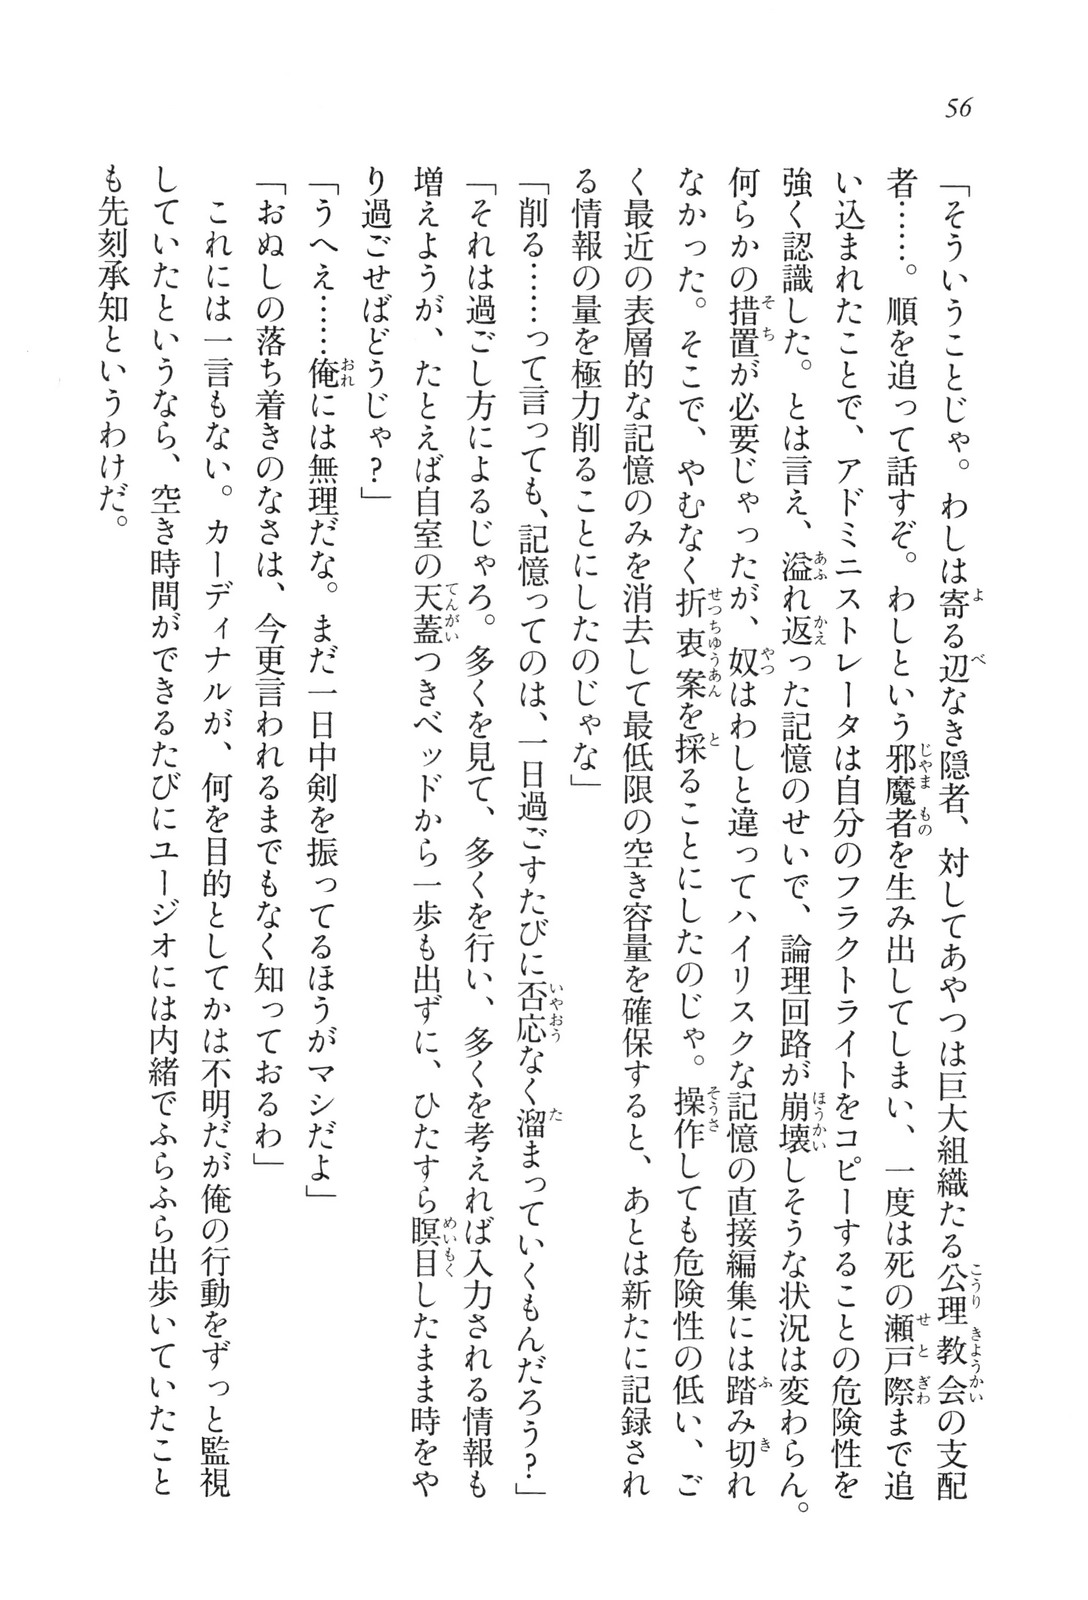 56
「そういうことじゃ。わしは寄る辺なき隠者、対してあやつは巨大組織たる公理教会の支配
者……。順を追って話すぞ。わしという邪魔者を生み出してしまい、一度は死の瀬戸際まで追
い込まれたことで、アドミニストレータは自分のフラクトライトをコピーすることの危険性を
強く認識した。とは言え、溢れ返った記憶のせいで、論理回路が崩壊しそうな状況は変わらん。
何らかの措置が必要じゃったが、奴はわしと違ってハイリスクな記憶の直接編集には踏み切れ
なかった。そこで、やむなく折衷案を採ることにしたのじゃ。操作しても危険性の低い、ご
く最近の表層的な記憶のみを消去して最低限の空き容量を確保すると、あとは新たに記録され
る情報の量を極力削ることにしたのじゃな」
「削る……って言っても、記憶ってのは、一日過ごすたびに否応なく溜まっていくもんだろう？」
「それは過ごし方によるじゃろ。多くを見て、多くを行い、多くを考えれば入力される情報も
増えようが、たとえば自室の天蓋つきベッドから一歩も出ずに、ひたすら瞑目したまま時をや
り過ごせばどうじゃ？」
「うへえ……俺には無理だな。まだ一日中剣を振ってるほうがマシだよ」
「おぬしの落ち着きのなさは、今更言われるまでもなく知っておるわ」
　これには一言もない。カーディナルが、何を目的としてかは不明だが俺の行動をずっと監視
していたというなら、空き時間ができるたびにユージオには内緒でふらふら出歩いていたこと
も先刻承知というわけだ。